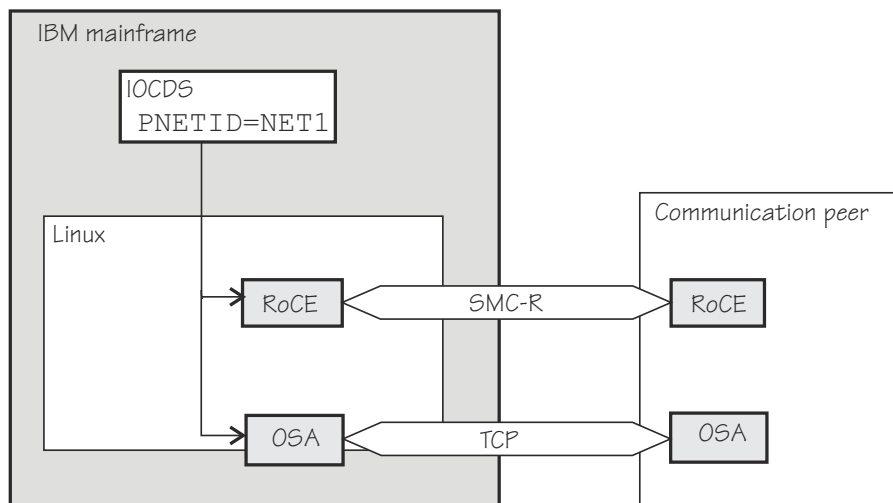 IBM mainframe
IOCDS
PNETID=NET1
Linux
Communication peer
RoCE
SMC-R
RoCE
OSA
TCP
OSA